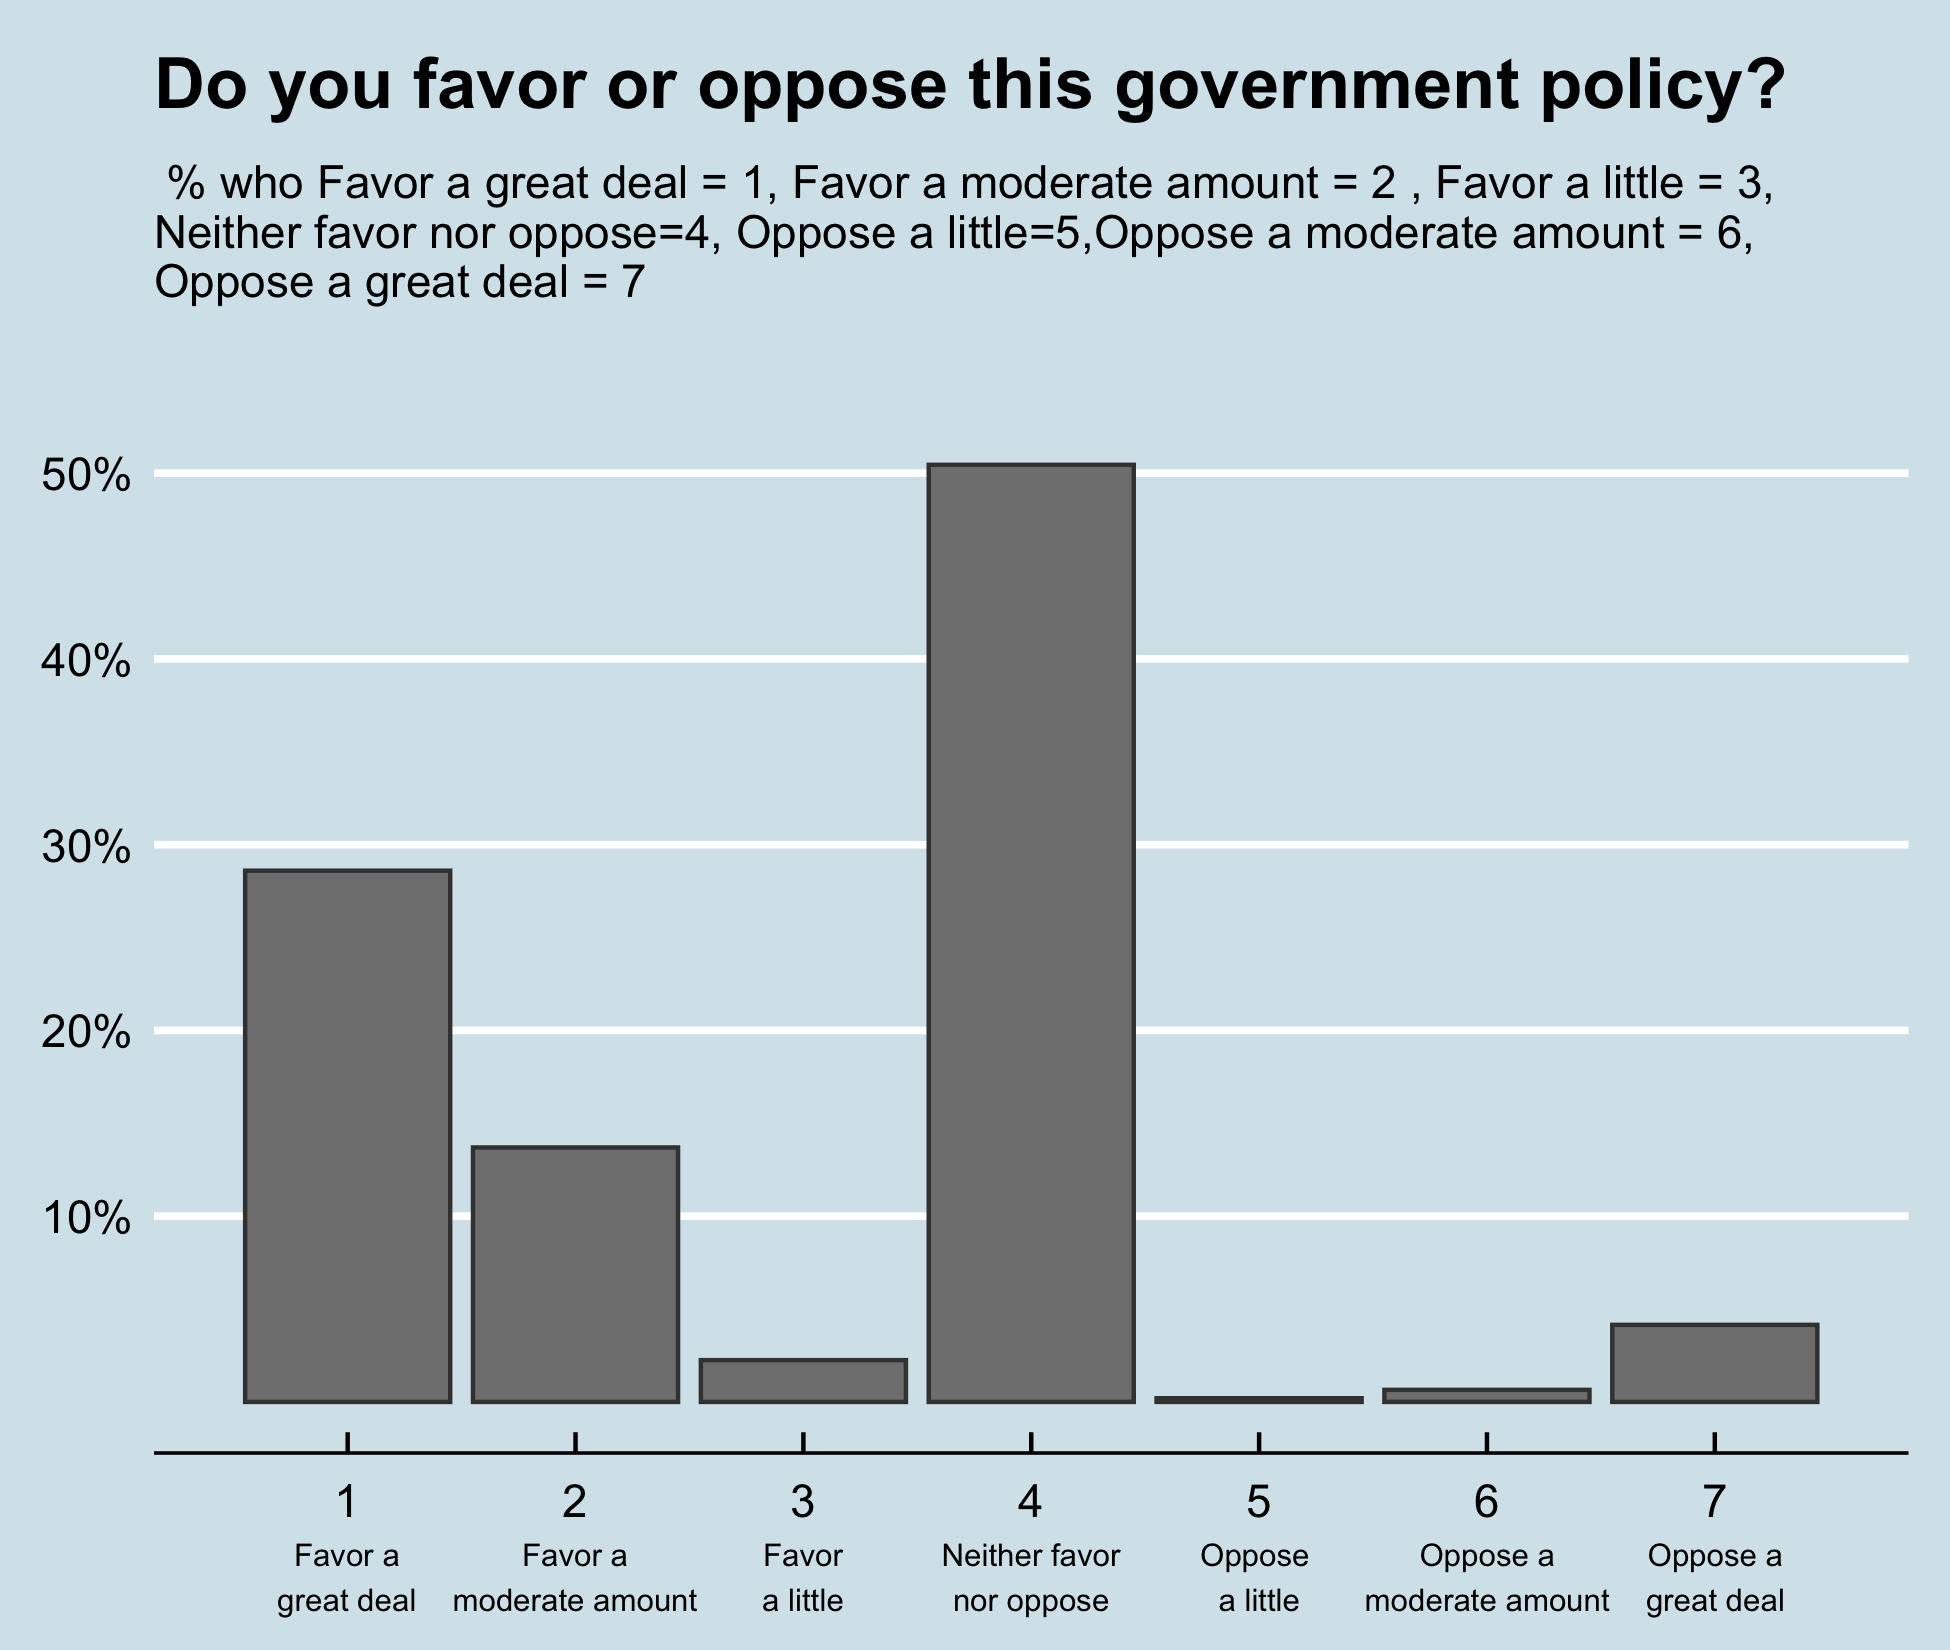 Do you favor or oppose this government policy?
% who Favor a great deal = 1, Favor a moderate amount = 2 , Favor a little = 3,
Neither favor nor oppose=4, Oppose a little=5,Oppose a moderate amount = 6,
Oppose a great deal = 7
50%
40%
30%
20%
10%
1 2 3 4 5 6 7
Favor a Favor a Favor Neither favor Oppose Oppose a Oppose a
great deal moderate amount a little nor oppose a little moderate amount great deal